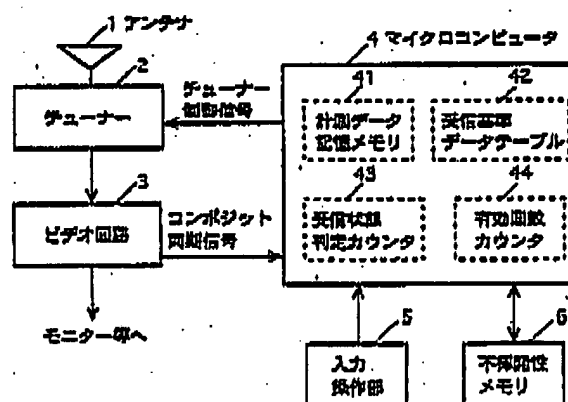 1 アンテナ
2
チューナー
チューナー
制御信号
4 マイクロコンピュータ
41
計測データ
記憶メモリ
42
受信基準
データテーブル
3
ビデオ回路
コンポジット
同期信号
43
受信状態
判定カウンタ
44
有効回数
カウンタ
モニター等へ
5
入力
操作部
6
不揮発性
メモリ